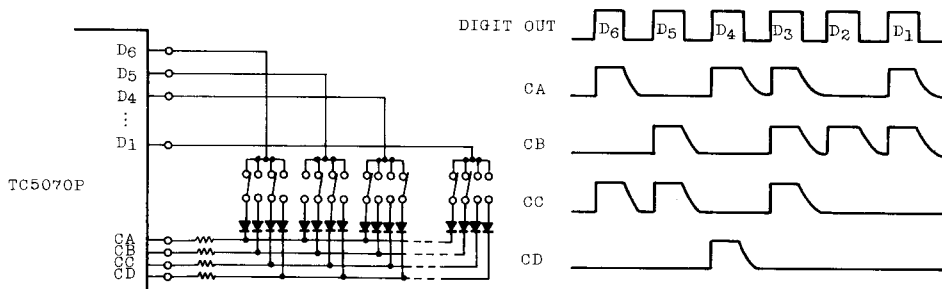 DIGIT OUT
D6 D5 D4 D3 D2 D1
D6
D5
D4
⋮
D1
TC5070P
CA
CB
CC
CD
CA
CB
CC
CD